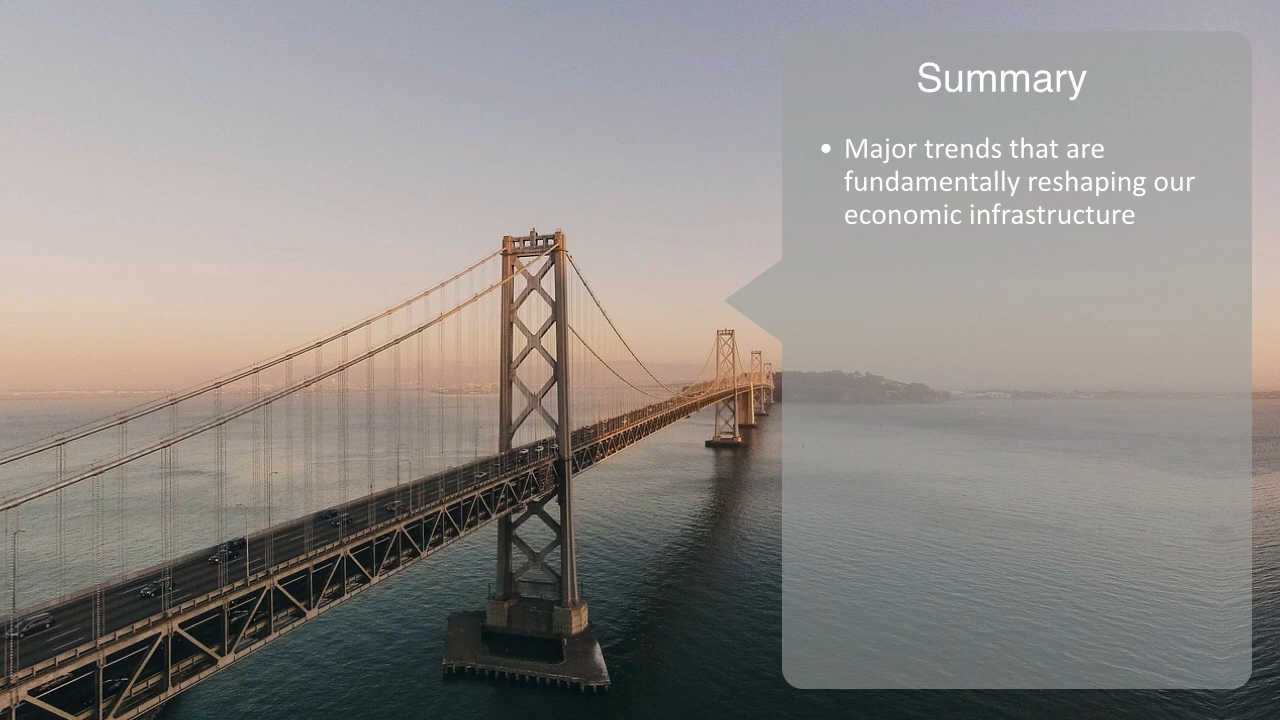 Summary
• Major trends that are
fundamentally reshaping our
economic infrastructure